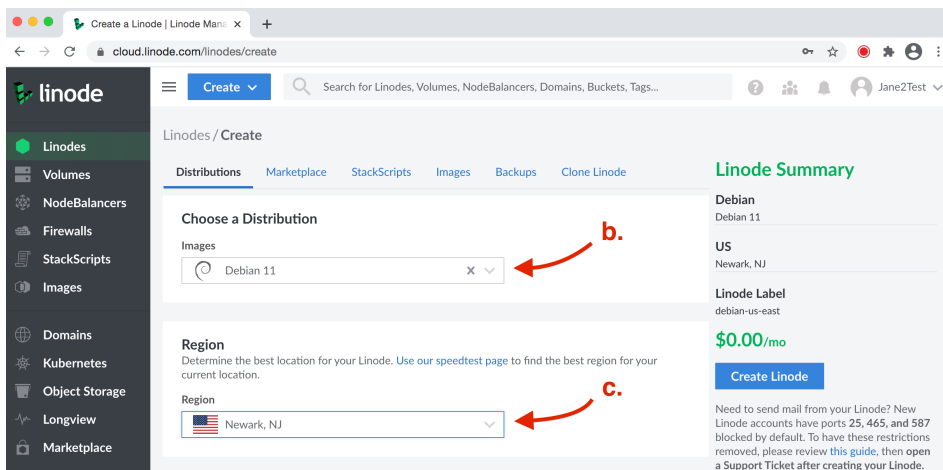 Create a Linode | Linode Mana
cloud.linode.com/linodes/create
linode
Create
Search for Linodes, Volumes, NodeBalancers, Domains, Buckets, Tags...
Jane2Test
Linodes
Volumes
NodeBalancers
Firewalls
StackScripts
Images
Domains
Kubernetes
Object Storage
Longview
Marketplace
Linodes / Create
Distributions Marketplace StackScripts Images Backups Clone Linode
Choose a Distribution
Images
Debian 11
b.
Region
Determine the best location for your Linode. Use our speedtest page to find the best region for your
current location.
Region
Newark, NJ
c.
Linode Summary
Debian
Debian 11
US
Newark, NJ
Linode Label
debian-us-east
$0.00/mo
Create Linode
Need to send mail from your Linode? New
Linode accounts have ports 25, 465, and 587
blocked by default. To have these restrictions
removed, please review this guide, then open
a Support Ticket after creating your Linode.